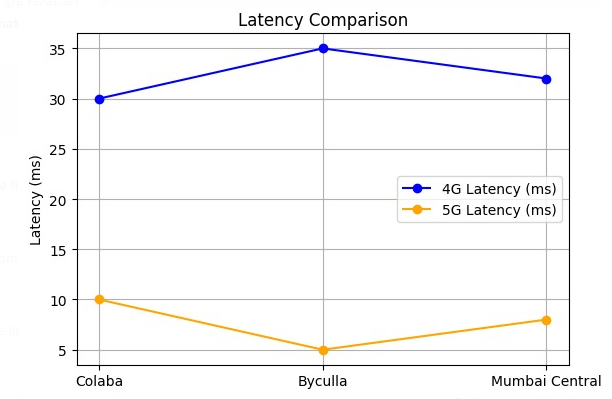 Latency Comparison
Latency (ms)
35
30
25
20
15
10
5
4G Latency (ms)
5G Latency (ms)
Colaba
Byculla
Mumbai Central